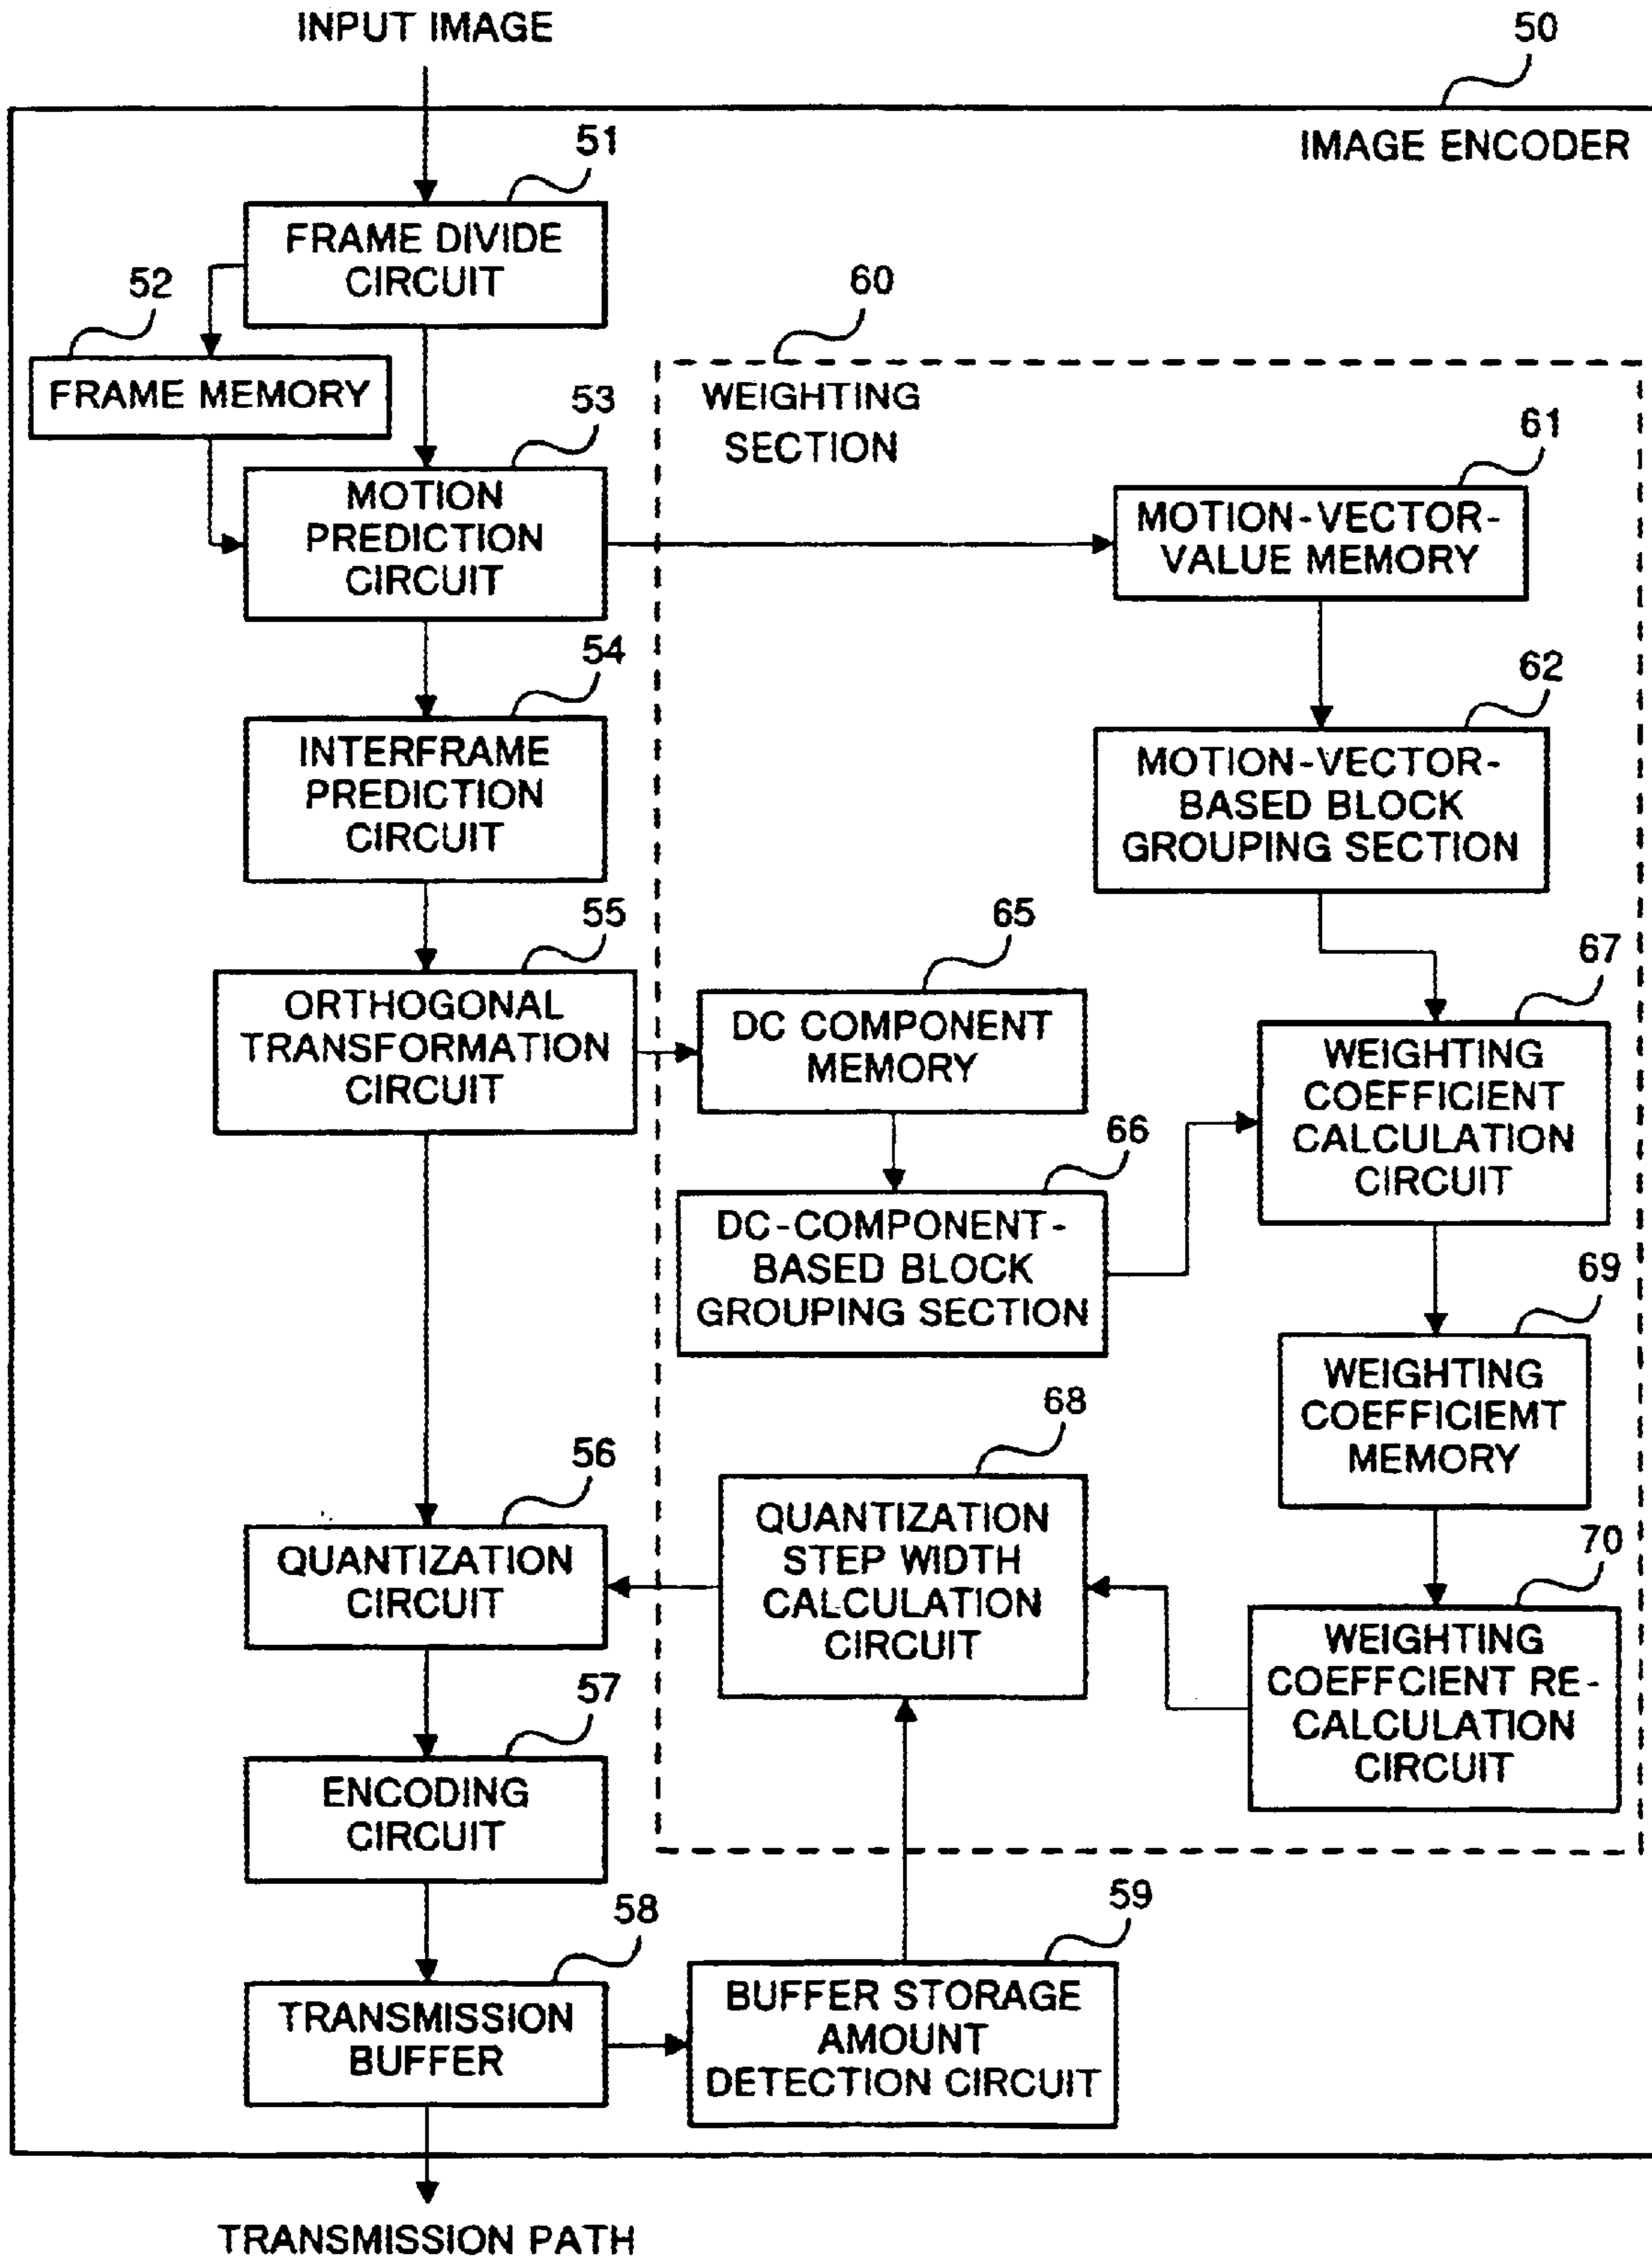 INPUT IMAGE
50
IMAGE ENCODER
51
FRAME DIVIDE
CIRCUIT
52
FRAME MEMORY
53
MOTION
PREDICTION
CIRCUIT
60
WEIGHTING
SECTION
61
MOTION-VECTOR-
VALUE MEMORY
54
INTERFRAME
PREDICTION
CIRCUIT
62
MOTION-VECTOR-
BASED BLOCK
GROUPING SECTION
55
ORTHOGONAL
TRANSFORMATION
CIRCUIT
65
DC COMPONENT
MEMORY
67
WEIGHTING
COEFFICIENT
CALCULATION
CIRCUIT
66
DC-COMPONENT-
BASED BLOCK
GROUPING SECTION
69
WEIGHTING
COEFFICIEMT
MEMORY
56
QUANTIZATION
CIRCUIT
68
QUANTIZATION
STEP WIDTH
CALCULATION
CIRCUIT
70
WEIGHTING
COEFFCIENT RE-
CALCULATION
CIRCUIT
57
ENCODING
CIRCUIT
58
TRANSMISSION
BUFFER
59
BUFFER STORAGE
AMOUNT
DETECTION CIRCUIT
TRANSMISSION PATH